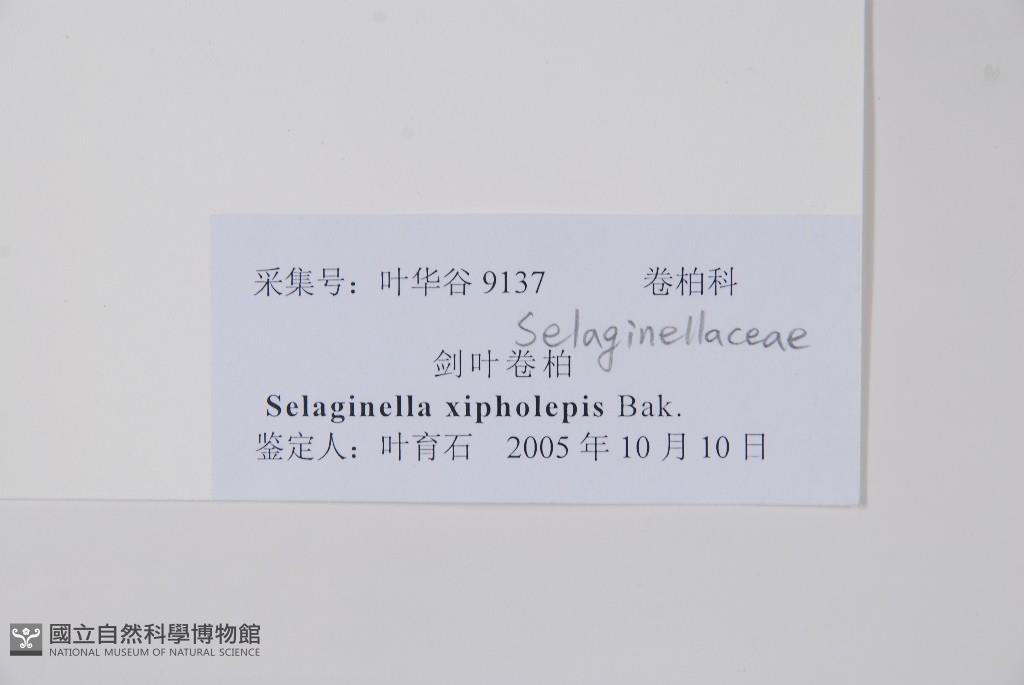 采集号：叶华谷 9137 卷柏科
Selaginellaceae
剑叶卷柏
Selaginella xipholepis Bak.
鉴定人：叶育石 2005 年 10 月 10 日
國立自然科學博物館
NATIONAL MUSEUM OF NATURAL SCIENCE